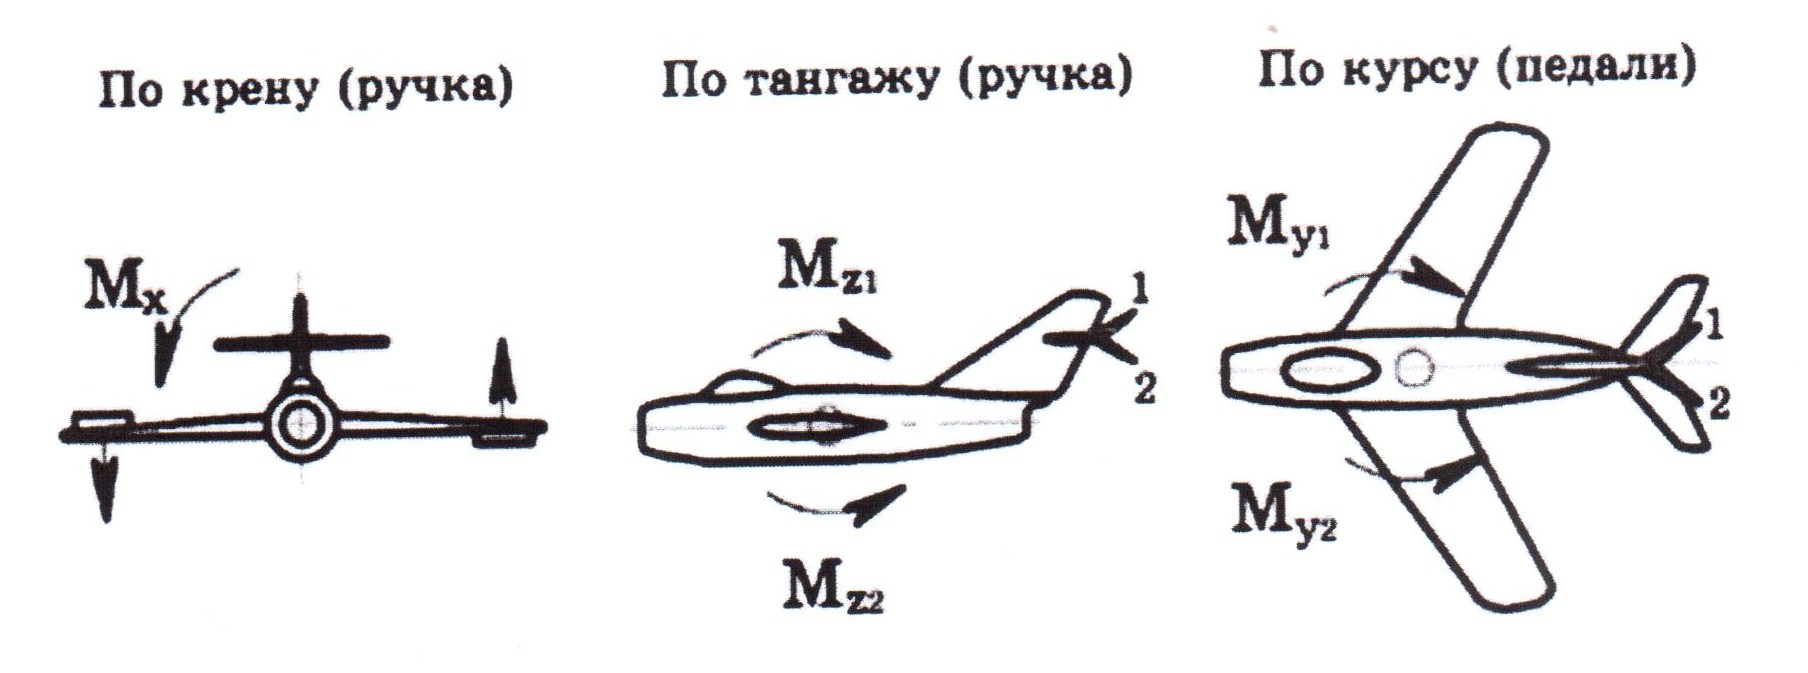 По крену (ручка)
По тангажу (ручка)
По курсу (педали)
Mx
Mz1
1
2
Mz2
My1
1
2
My2